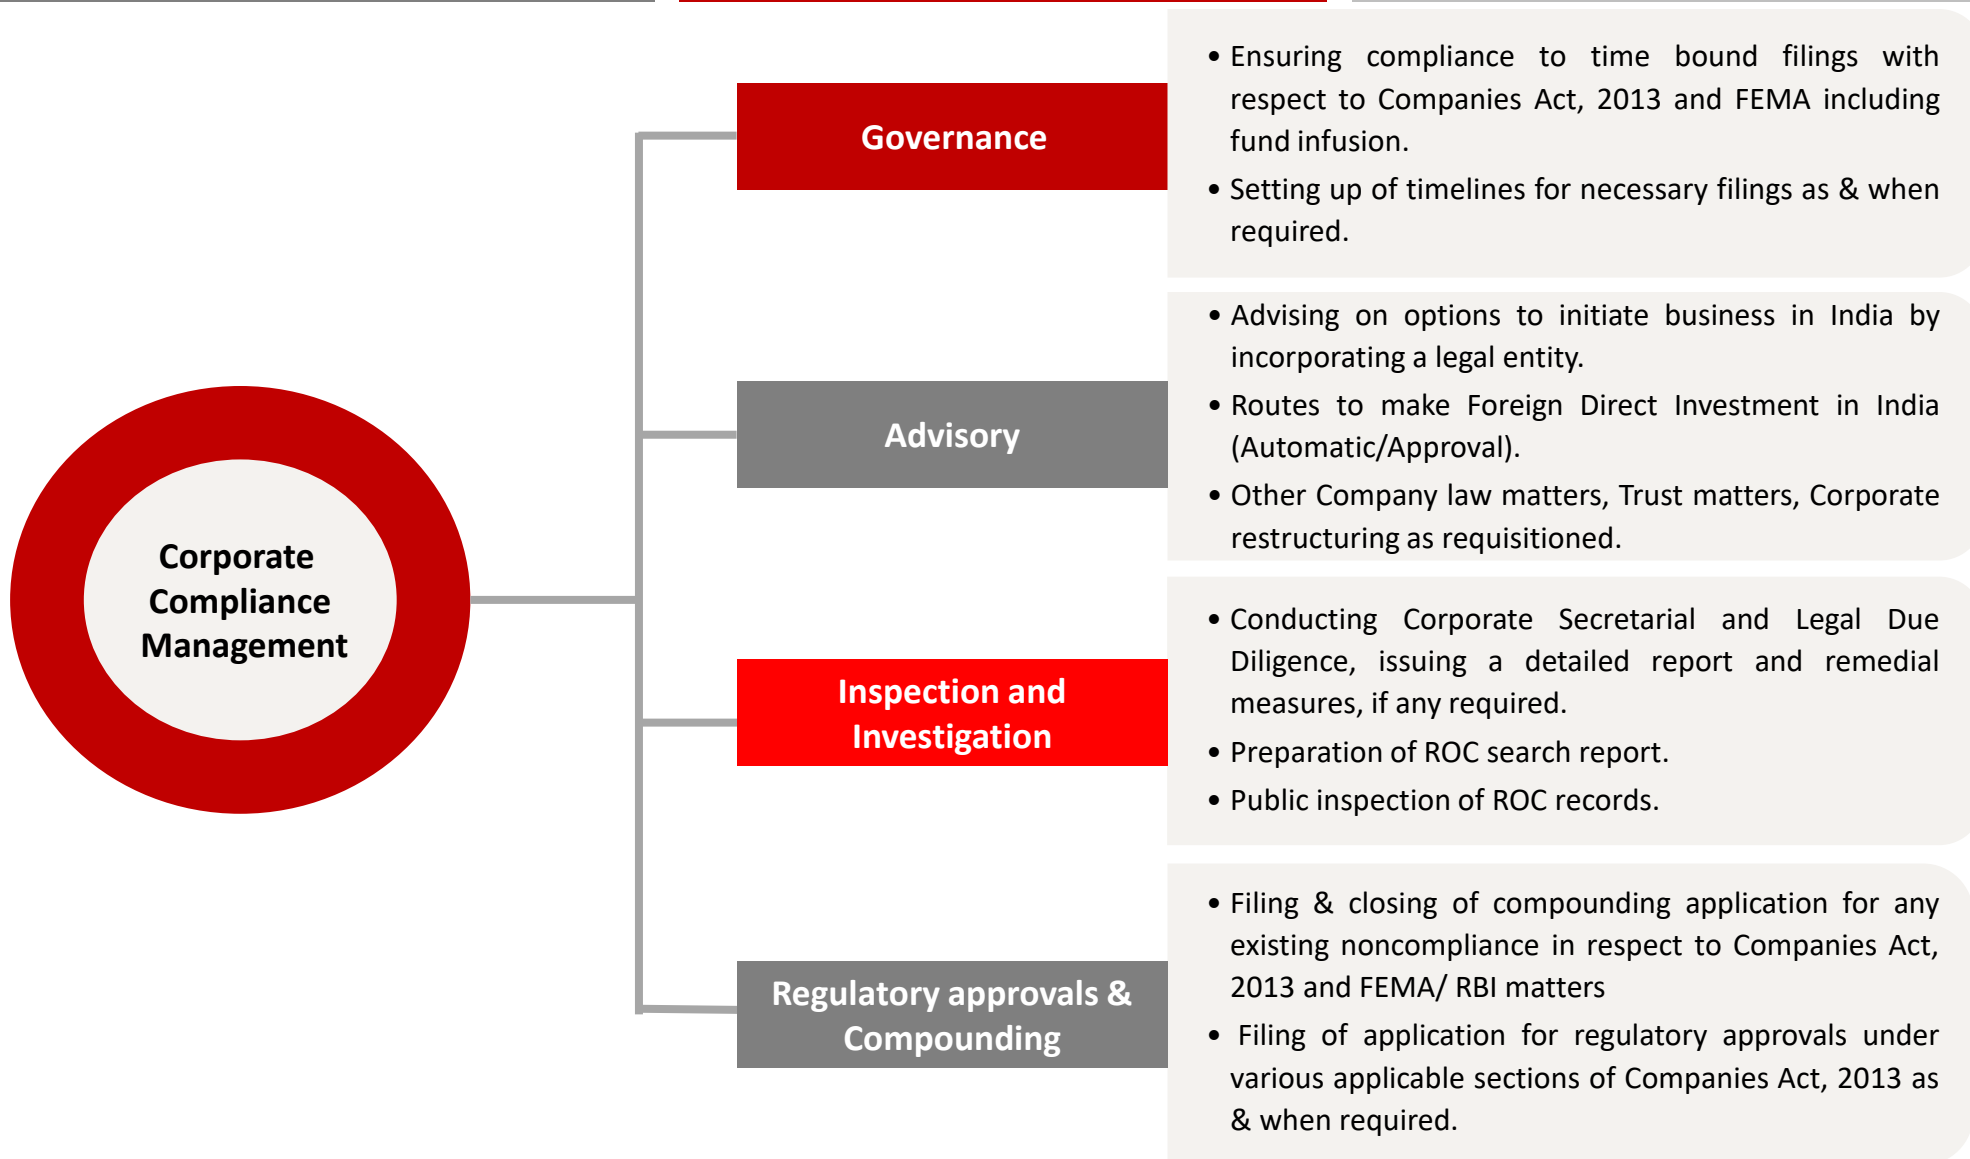 Corporate
Compliance
Management
Governance
• Ensuring compliance to time bound filings with
respect to Companies Act, 2013 and FEMA including
fund infusion.
• Setting up of timelines for necessary filings as & when
required.
Advisory
• Advising on options to initiate business in India by
incorporating a legal entity.
• Routes to make Foreign Direct Investment in India
(Automatic/Approval).
• Other Company law matters, Trust matters, Corporate
restructuring as requisitioned.
Inspection and
Investigation
• Conducting Corporate Secretarial and Legal Due
Diligence, issuing a detailed report and remedial
measures, if any required.
• Preparation of ROC search report.
• Public inspection of ROC records.
Regulatory approvals &
Compounding
• Filing & closing of compounding application for any
existing noncompliance in respect to Companies Act,
2013 and FEMA/ RBI matters
• Filing of application for regulatory approvals under
various applicable sections of Companies Act, 2013 as
& when required.